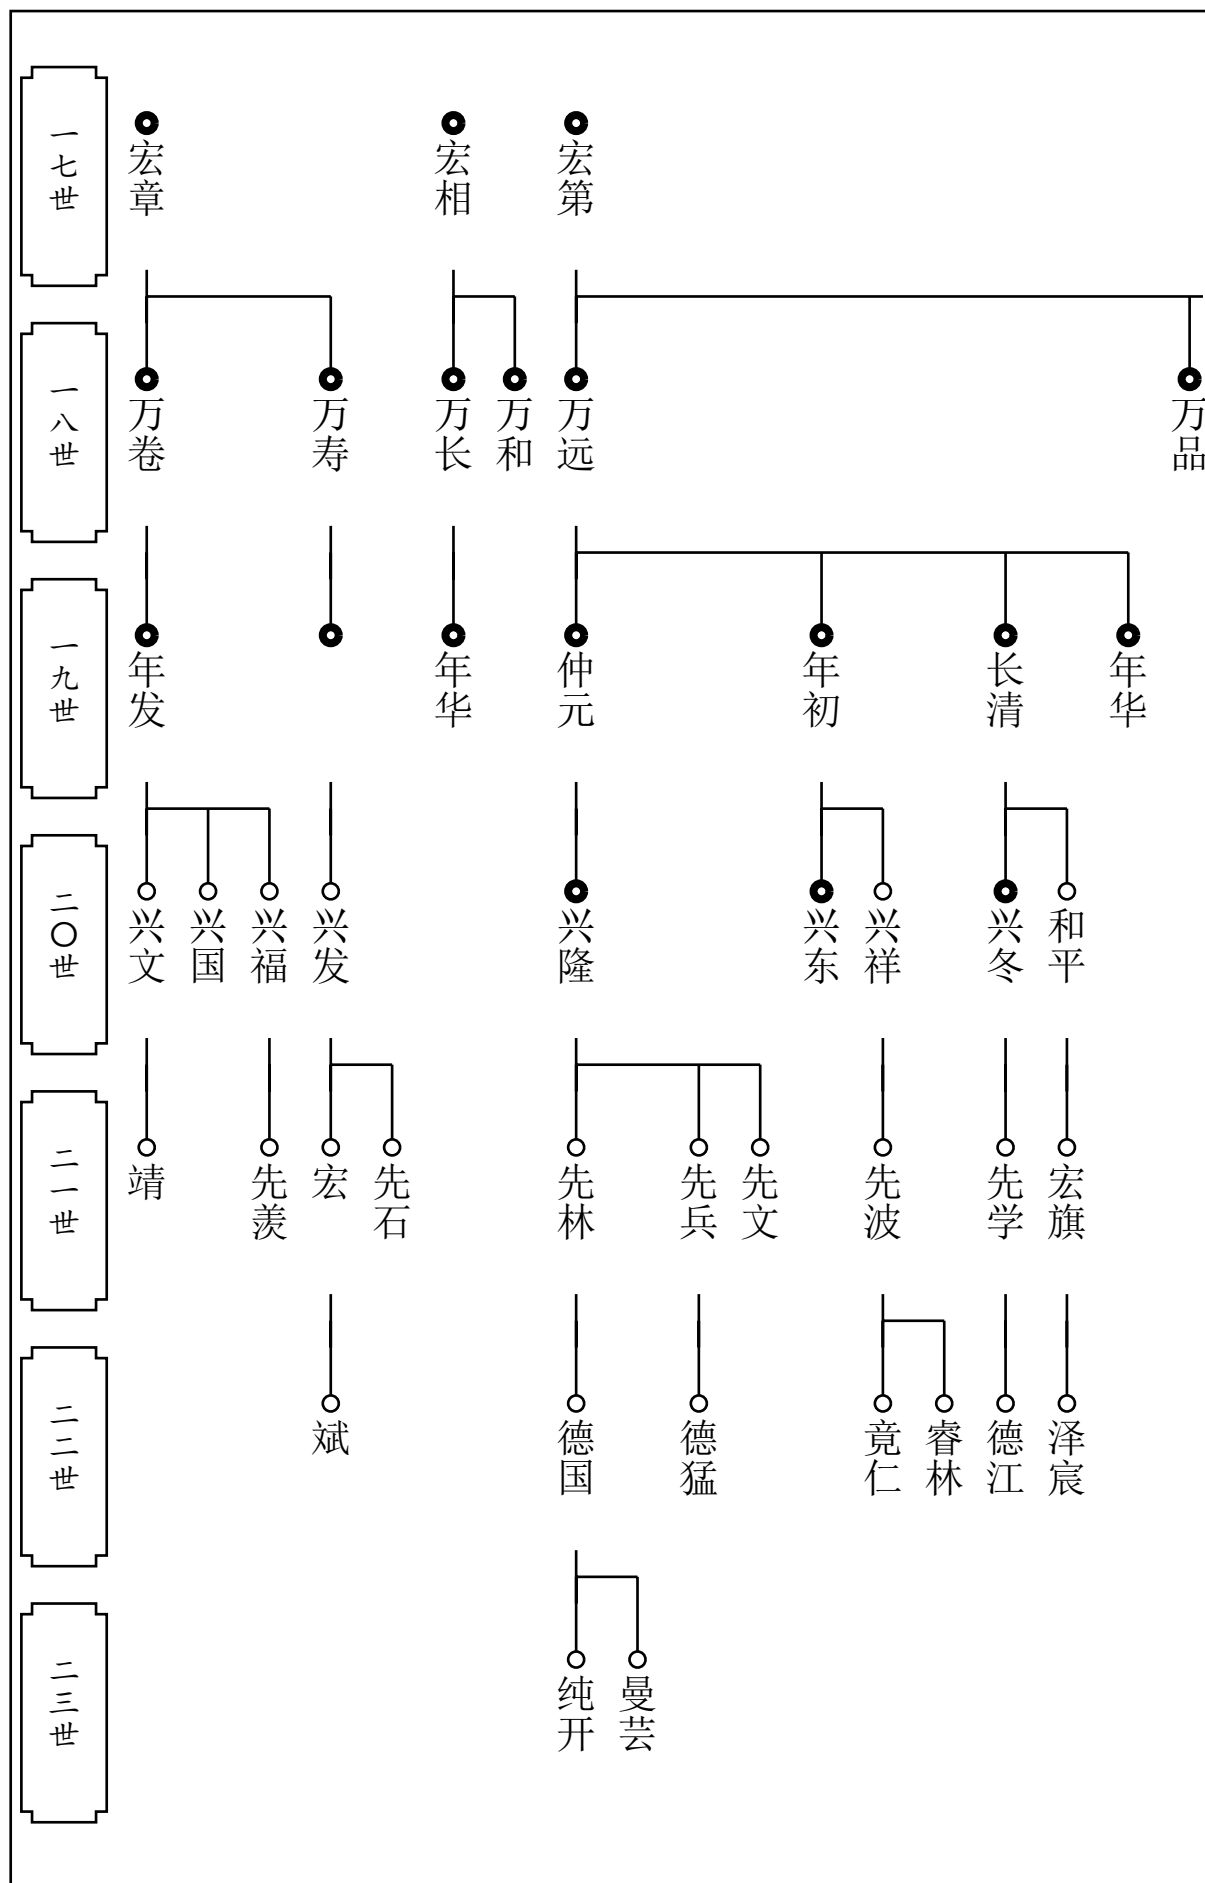 一七世
宏章
宏相
宏第
一八世
万卷
万寿
万长
万和
万远
万品
一九世
年发
年华
仲元
年初
长清
年华
二〇世
兴文
兴国
兴福
兴发
兴隆
兴东
兴祥
兴冬
和平
二一世
靖
先羡
宏
先石
先林
先兵
先文
先波
先学
宏旗
二二世
斌
德国
德猛
竟仁
睿林
德江
泽宸
二三世
纯开
曼芸